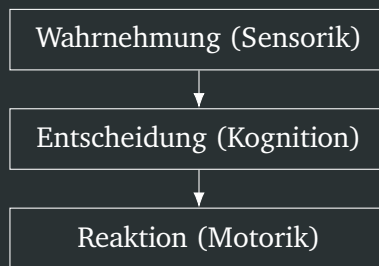 Wahrnehmung (Sensorik)
Entscheidung (Kognition)
Reaktion (Motorik)